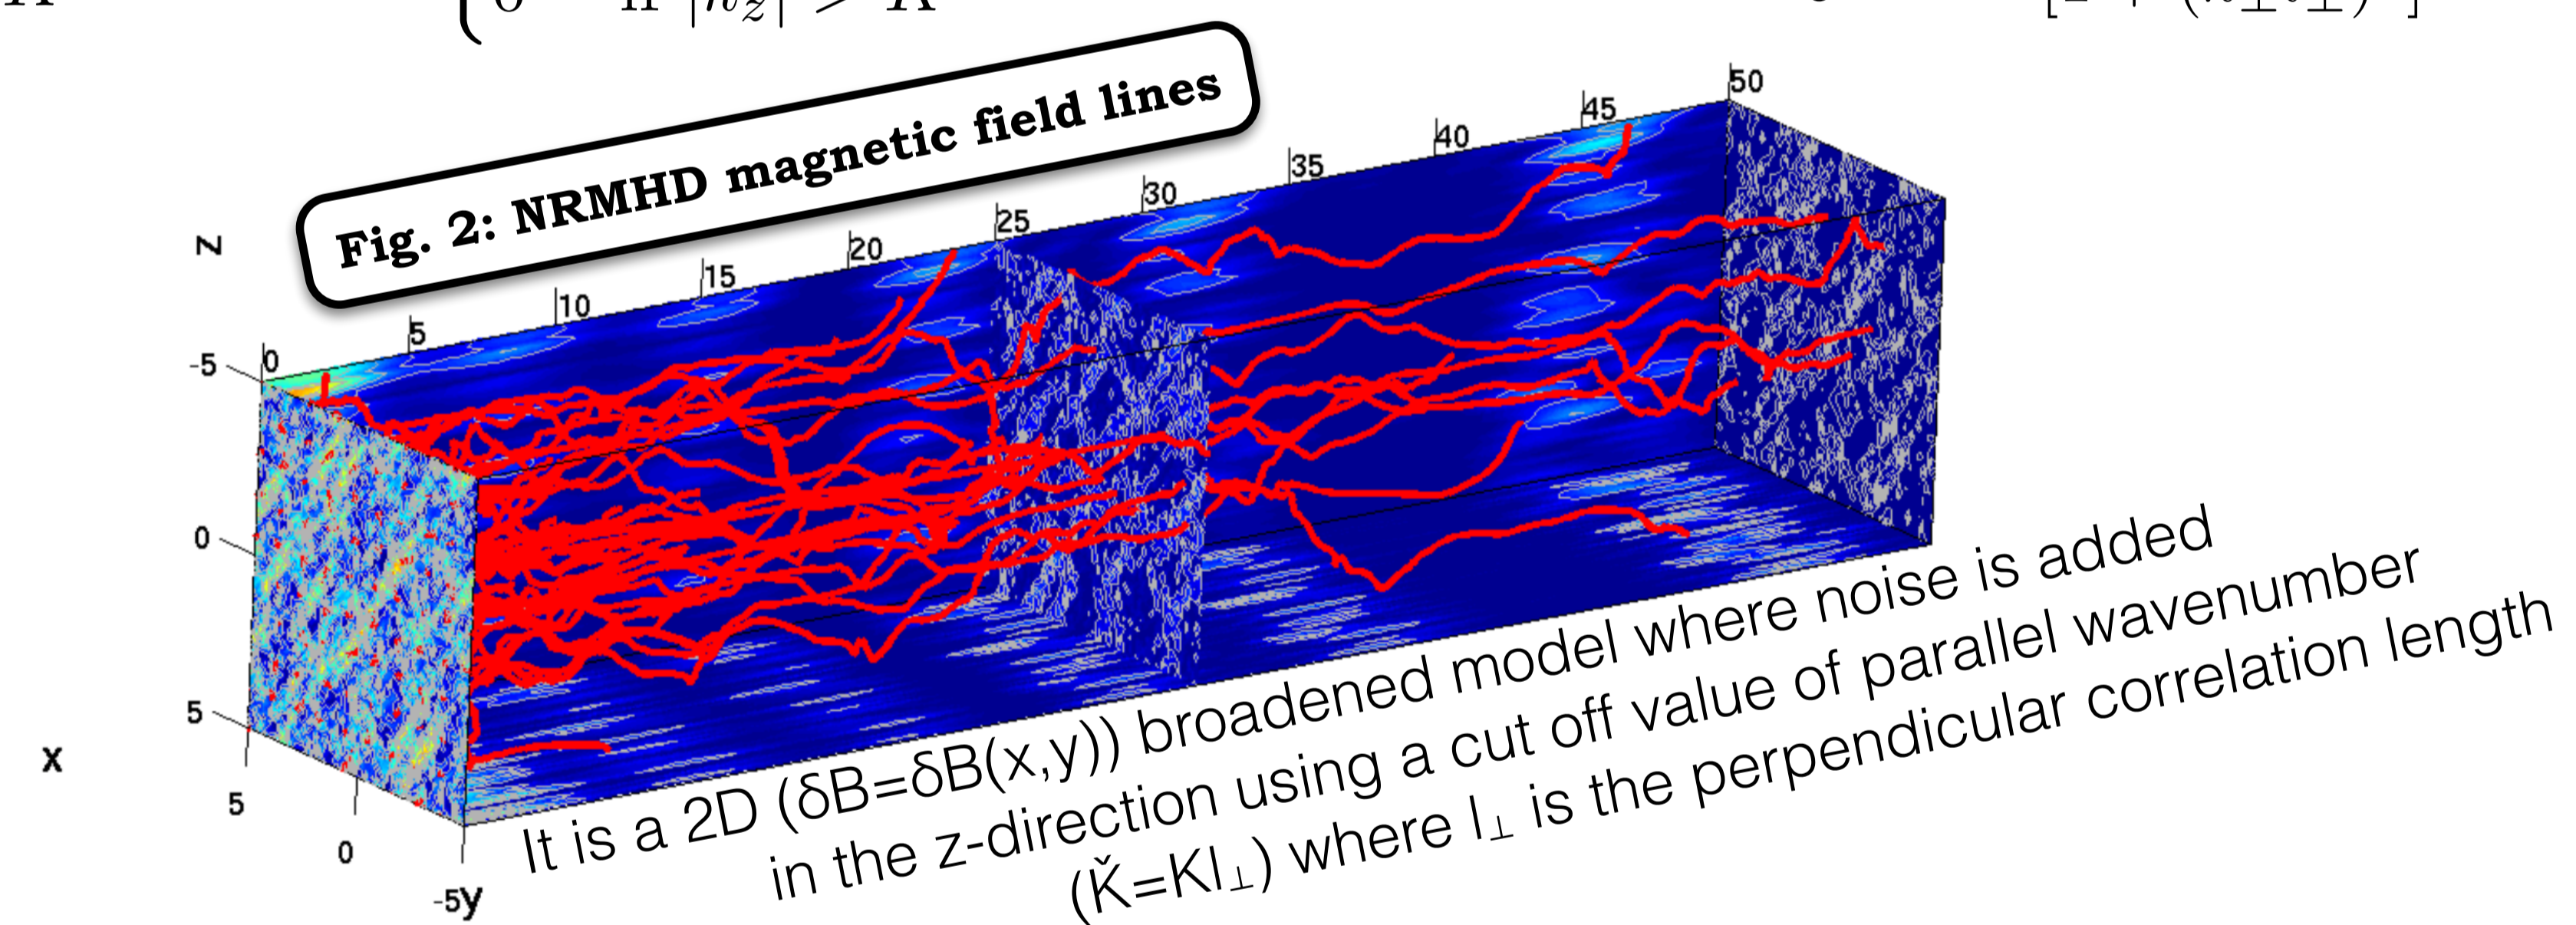 Fig. 2: NRMHD magnetic field lines
50
45
40
35
30
25
20
15
10
5
0
z
-5
0
5
x
5
0
-5
y
It is a 2D (δB=δB(x,y)) broadened model where noise is added
in the z-direction using a cut off value of parallel wavenumber
(Ǩ=Kl⊥) where l⊥ is the perpendicular correlation length